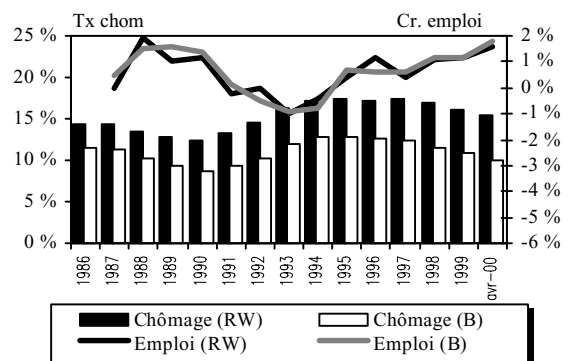 Tx chom Cr. emploi
25 % 2 %
20 % 1 %
15 % 0 %
10 % -1 %
5 % -2 %
0 % -3 %
-4 %
-5 %
-6 %
1986 1987 1988 1989 1990 1991 1992 1993 1994 1995 1996 1997 1998 1999 avr-00
Chômage (RW) Chômage (B)
Emploi (RW) Emploi (B)